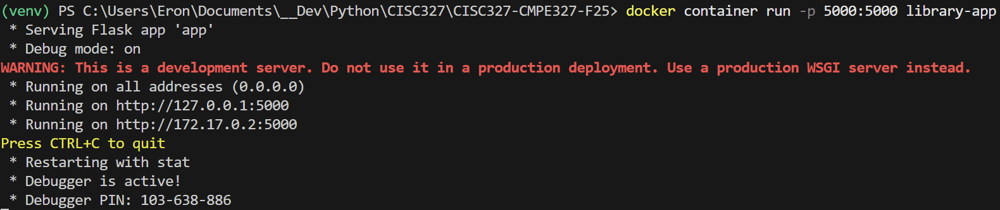 (venv) PS C:\Users\Eron\Documents\__Dev\Python\CISC327\CISC327-CMPE327-F25> docker container run -p 5000:5000 library-app
 * Serving Flask app 'app'
 * Debug mode: on
WARNING: This is a development server. Do not use it in a production deployment. Use a production WSGI server instead.
 * Running on all addresses (0.0.0.0)
 * Running on http://127.0.0.1:5000
 * Running on http://172.17.0.2:5000
Press CTRL+C to quit
 * Restarting with stat
 * Debugger is active!
 * Debugger PIN: 103-638-886